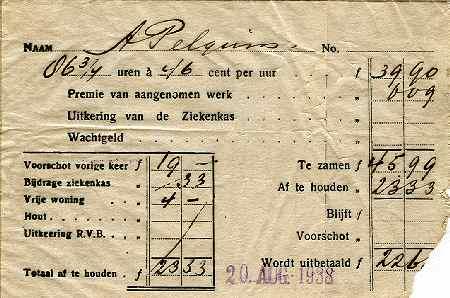 NAAM A Pelquins No.
86 3/4 uren à 46 cent per uur f 39 90
Premie van aangenomen werk „ 6 09
Uitkering van de Ziekenkas „
Wachtgeld „
Voorschot vorige keer f 19 -
Bijdrage ziekenkas „ 33
Vrije woning „ 4 -
Hout „
Uitkeering R.V.B. „
Totaal af te houden f 23 33
Te zamen f 45 99
Af te houden „ 23 33
Blijft „
Voorschot „
Wordt uitbetaald f 22 6
20 AUG 1938